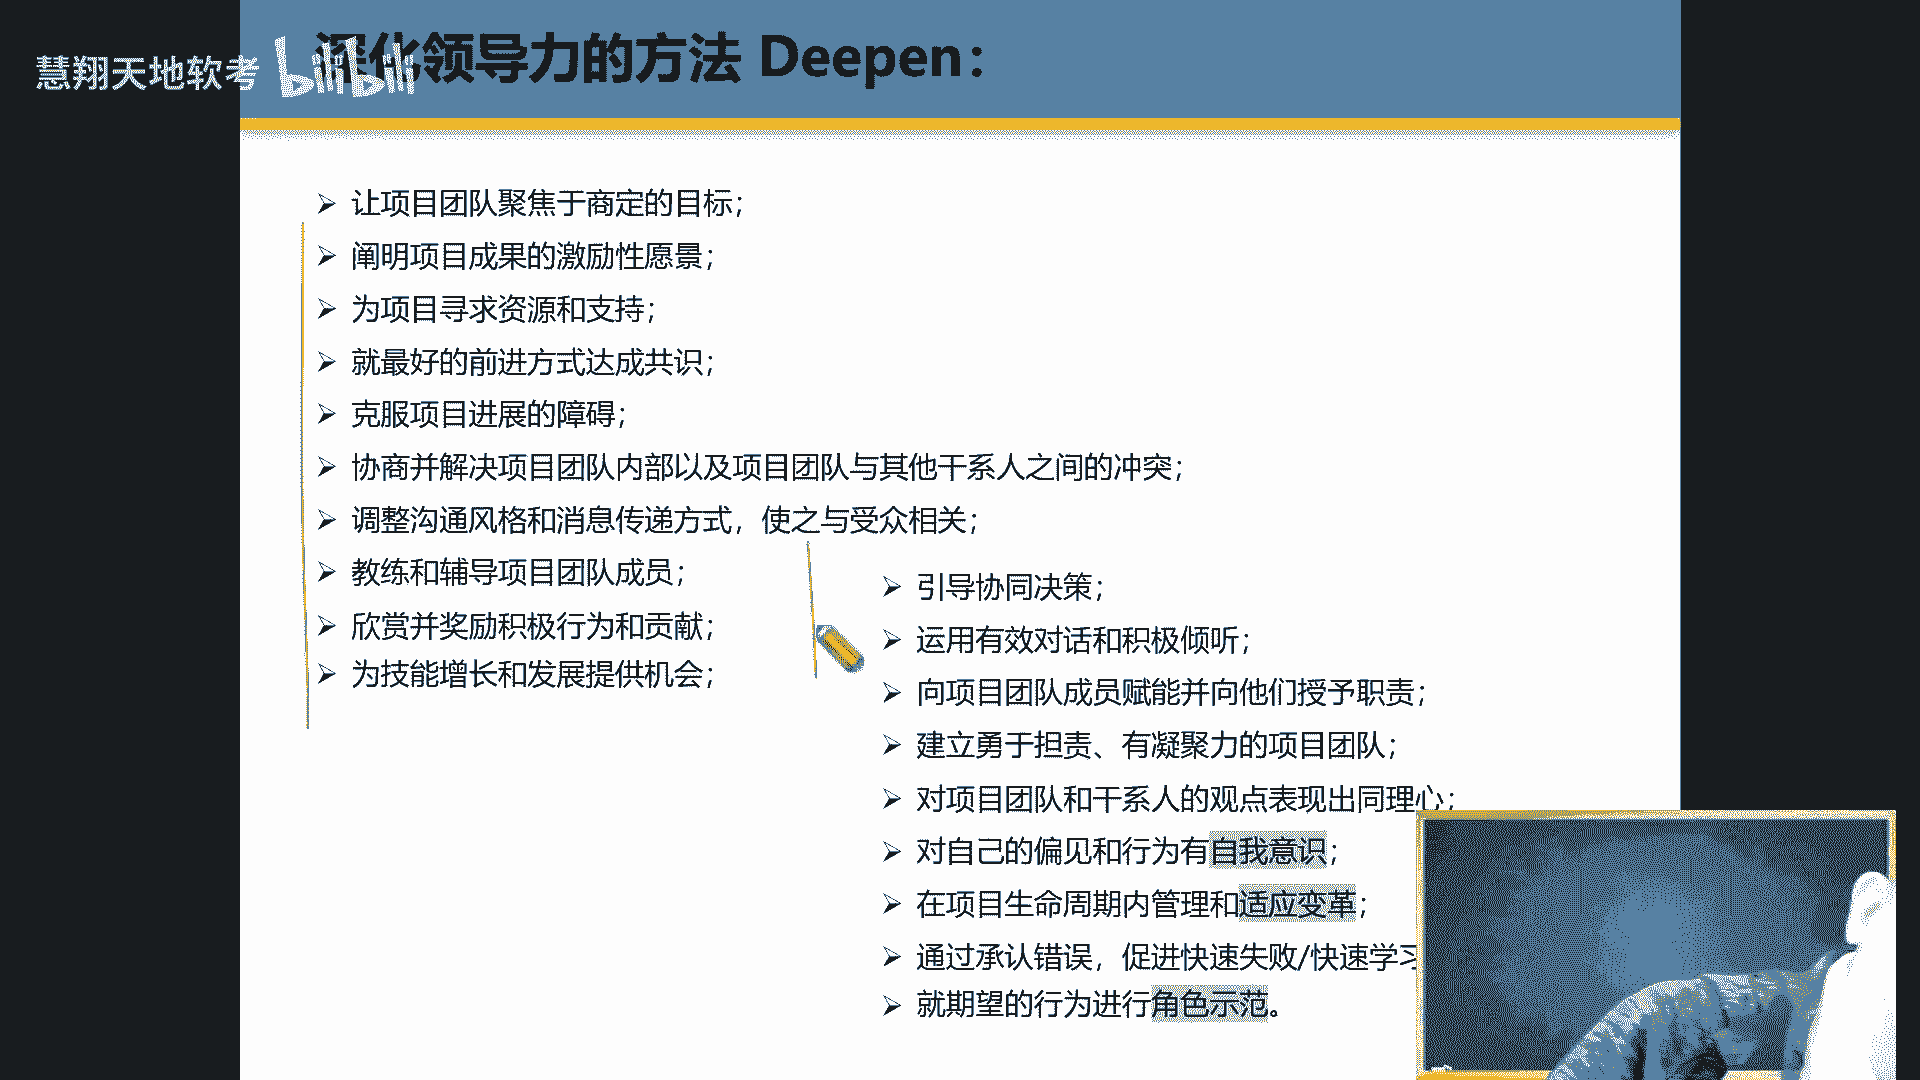 慧翔天地软考 bilibili
深化领导力的方法 Deepen：
➢ 让项目团队聚焦于商定的目标；
➢ 阐明项目成果的激励性愿景；
➢ 为项目寻求资源和支持；
➢ 就最好的前进方式达成共识；
➢ 克服项目进展的障碍；
➢ 协商并解决项目团队内部以及项目团队与其他干系人之间的冲突；
➢ 调整沟通风格和消息传递方式，使之与受众相关；
➢ 教练和辅导项目团队成员；
➢ 欣赏并奖励积极行为和贡献；
➢ 为技能增长和发展提供机会；
➢ 引导协同决策；
➢ 运用有效对话和积极倾听；
➢ 向项目团队成员赋能并向他们授予职责；
➢ 建立勇于担责、有凝聚力的项目团队；
➢ 对项目团队和干系人的观点表现出同理心；
➢ 对自己的偏见和行为有自我意识；
➢ 在项目生命周期内管理和适应变革；
➢ 通过承认错误，促进快速失败/快速学习
➢ 就期望的行为进行角色示范。